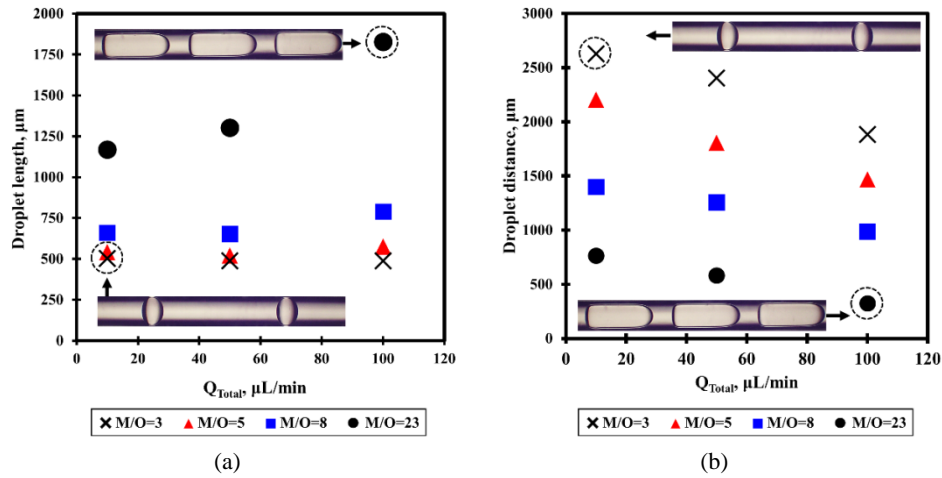 2000
1750
1500
1250
1000
750
500
250
0
Droplet length, µm
0 20 40 60 80 100 120
QTotal, µL/min
M/O=3 M/O=5 M/O=8 M/O=23
(a)
3000
2500
2000
1500
1000
500
0
Droplet distance, µm
0 20 40 60 80 100 120
QTotal, µL/min
M/O=3 M/O=5 M/O=8 M/O=23
(b)